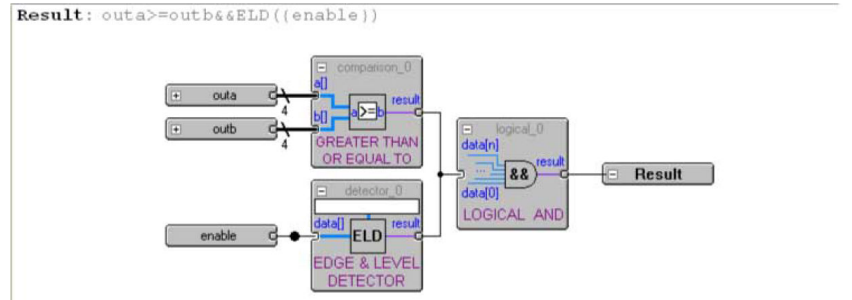 Result: outa>=outb&&ELD((enable))
comparison_0
a[]
outa
4
result
a>=b
b[]
outb
4
GREATER THAN
OR EQUAL TO
logical_0
data[n]
...
&&
result
Result
data[0]
LOGICAL AND
detector_0
data[]
result
enable
ELD
EDGE & LEVEL
DETECTOR